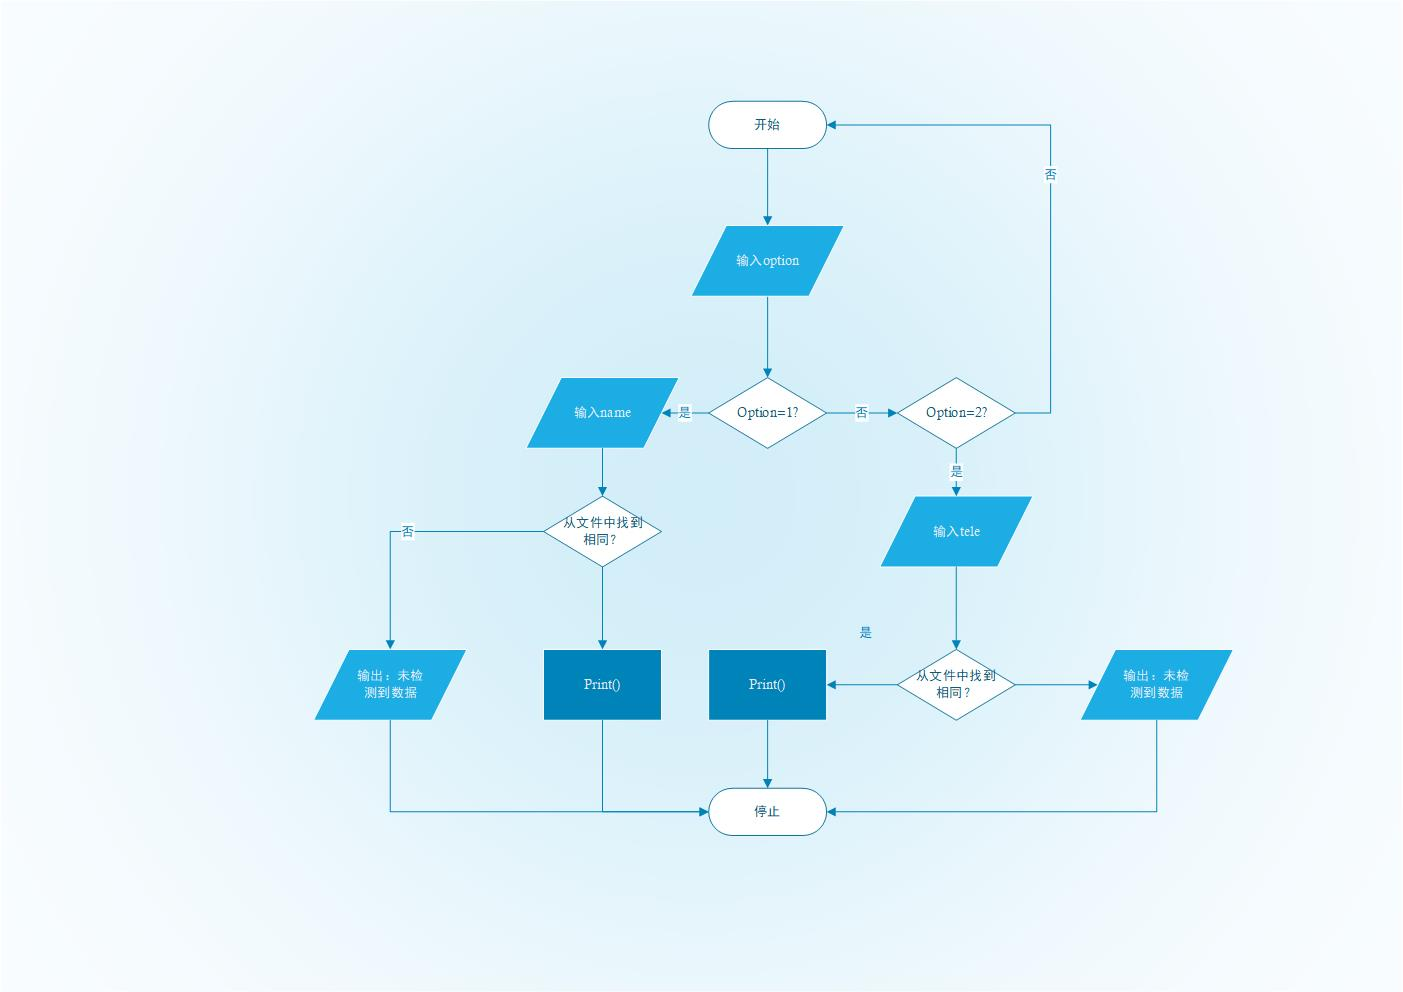 开始
否
输入option
输入name
是
Option=1?
否
Option=2?
是
从文件中找到
相同？
否
输入tele
是
输出：未检
测到数据
Print()
Print()
从文件中找到
相同？
输出：未检
测到数据
停止